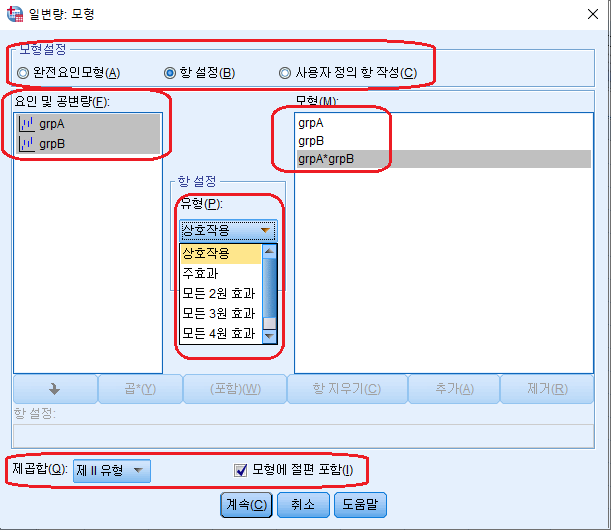 일변량: 모형
모형설정
완전요인모형(A) 항 설정(B) 사용자 정의 항 작성(C)
요인 및 공변량(F):
grpA
grpB
모형(M):
grpA
grpB
grpA*grpB
항 설정
유형(P):
상호작용
상호작용
주효과
모든 2원 효과
모든 3원 효과
모든 4원 효과
곱*(Y) (포함)(W) 항 지우기(C) 추가(A) 제거(R)
항 설정:
제곱합(Q): 제 II 유형 모형에 절편 포함(I)
계속(C) 취소 도움말